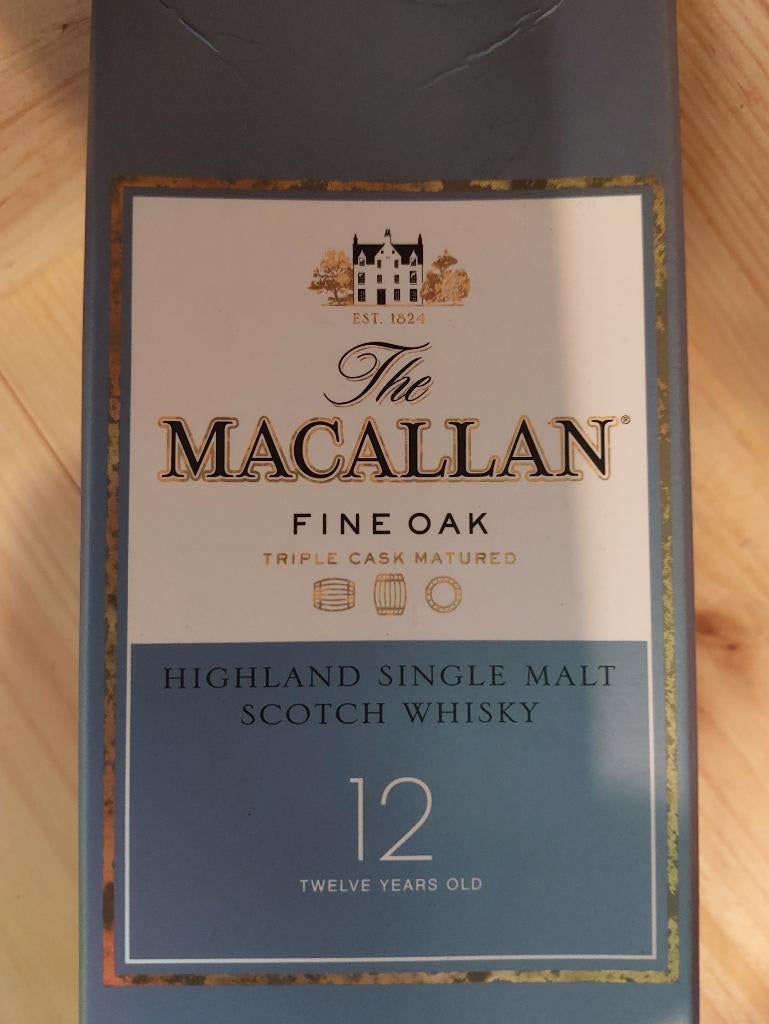 EST. 1824
The
MACALLAN®
FINE OAK
TRIPLE CASK MATURED
HIGHLAND SINGLE MALT
SCOTCH WHISKY
12
TWELVE YEARS OLD